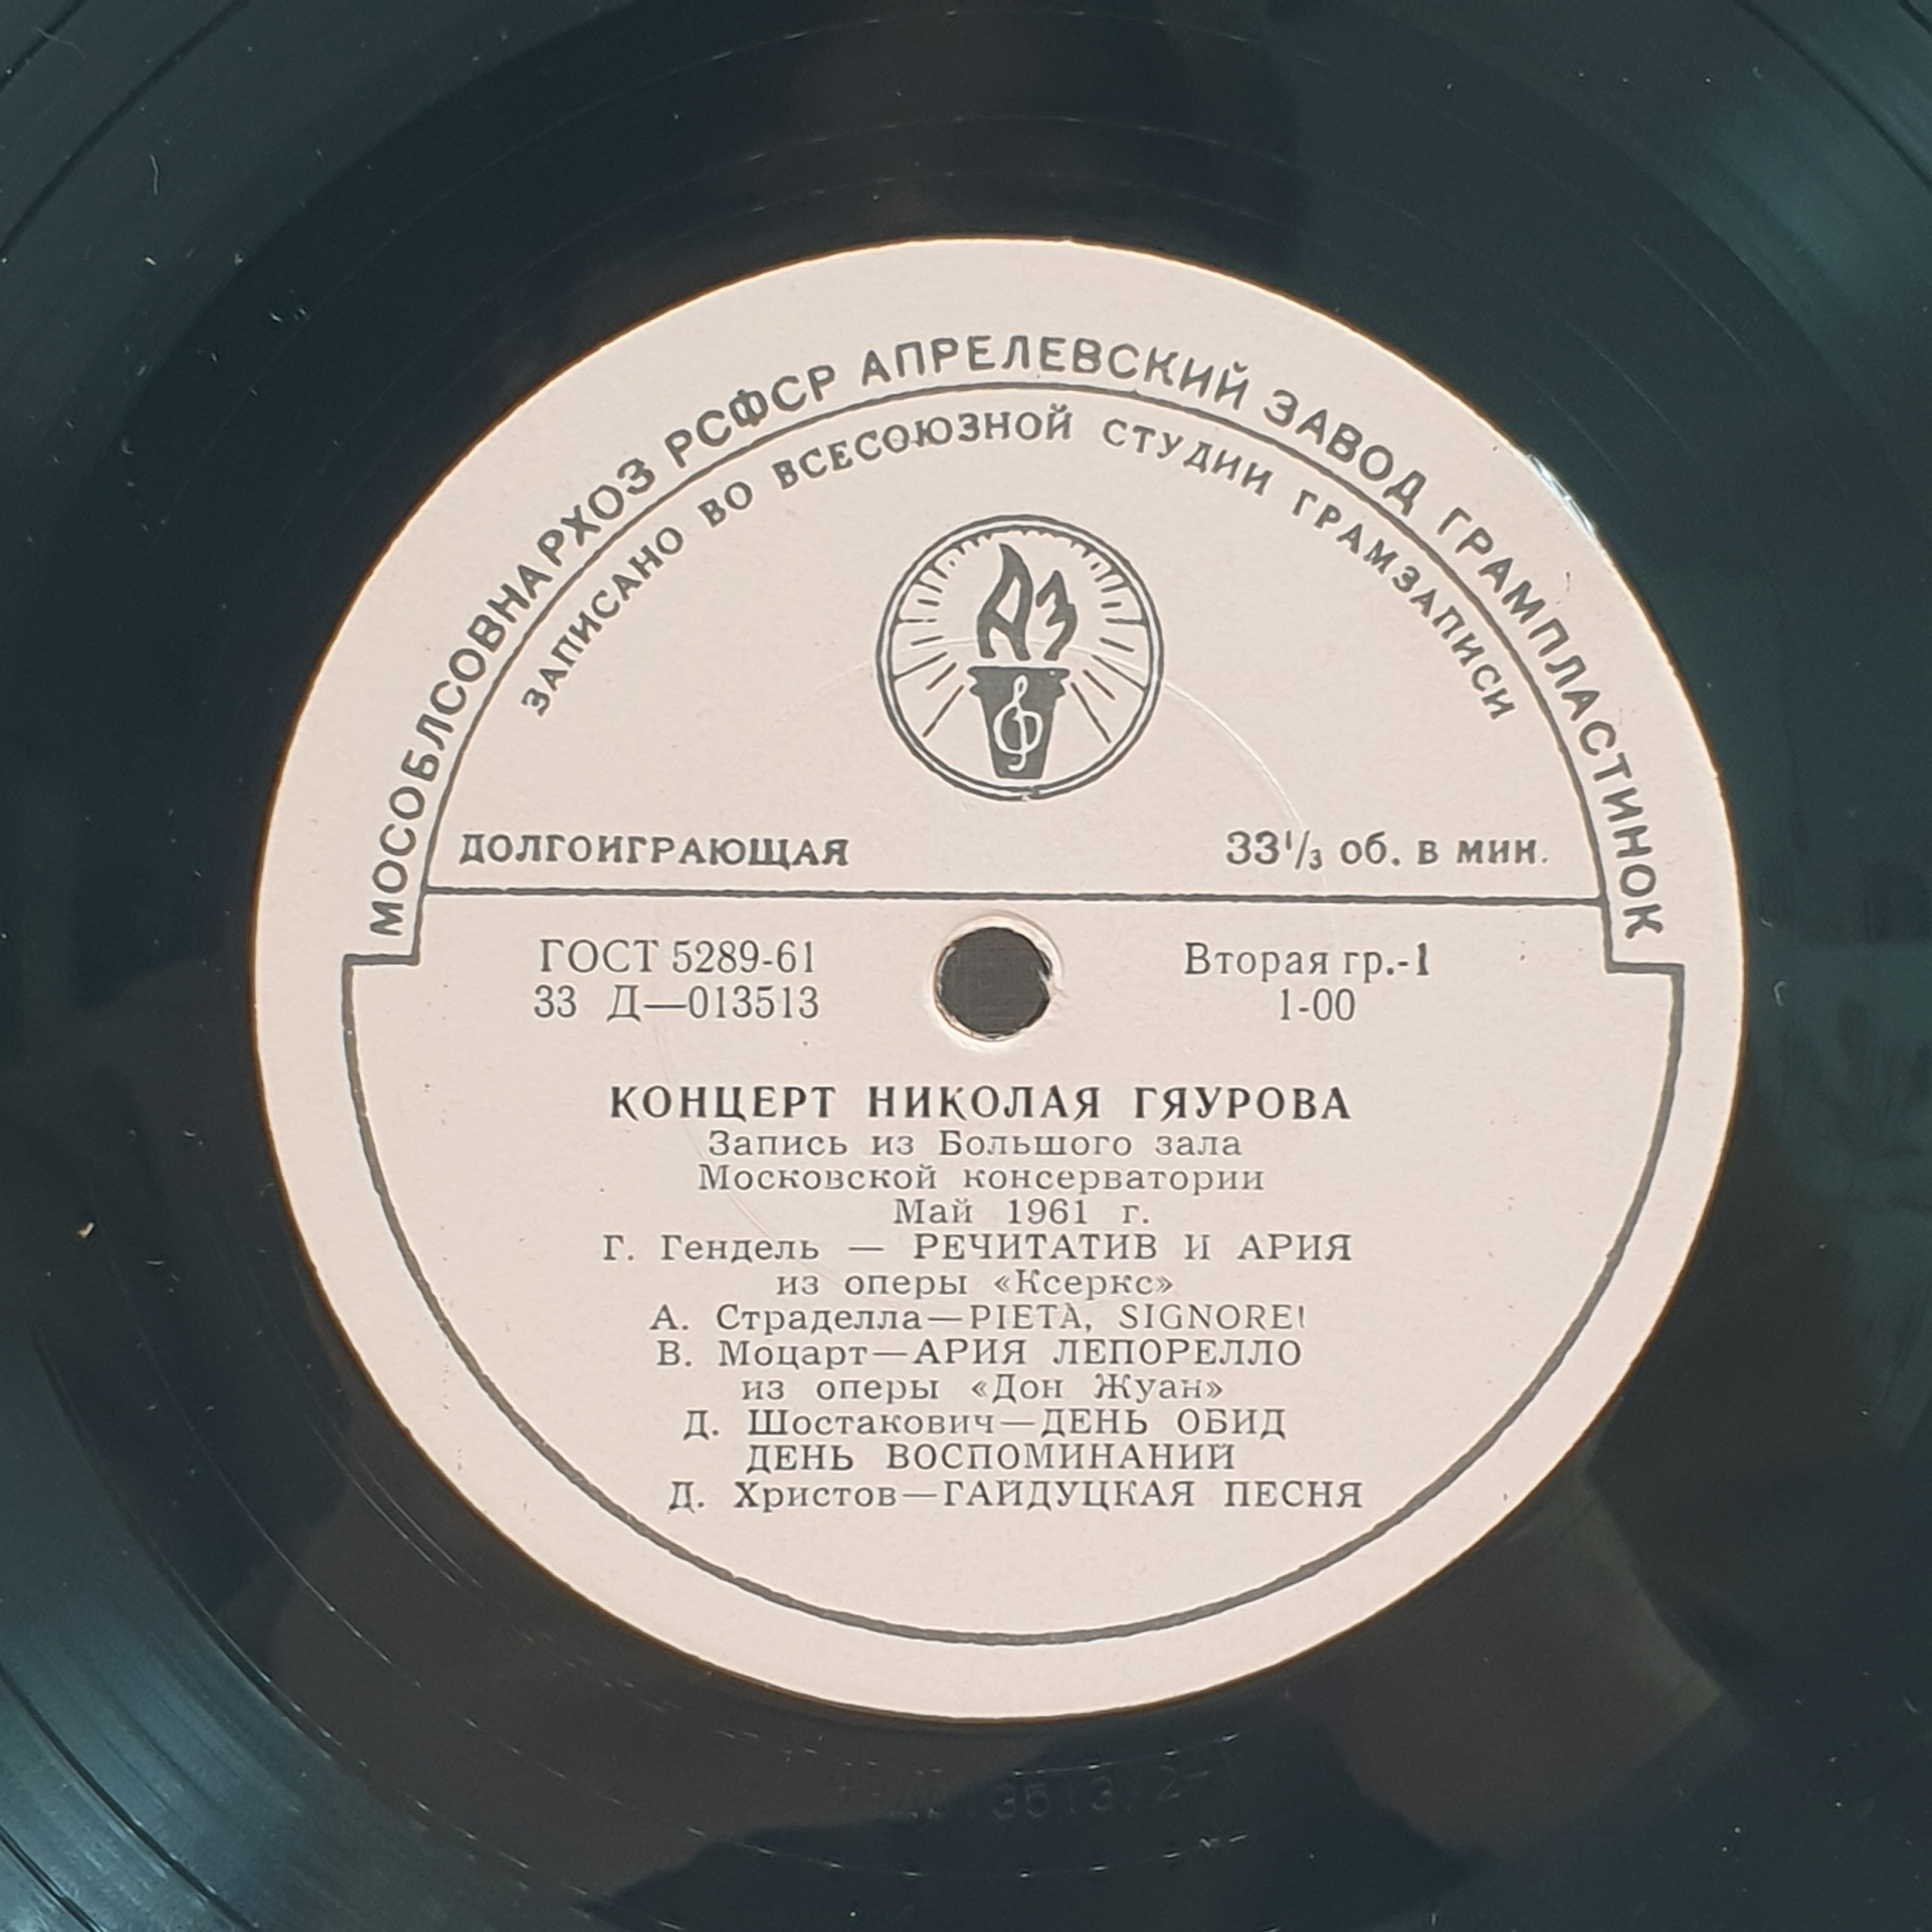 МОСОБЛСОВНАРХОЗ РСФСР АПРЕЛЕВСКИЙ ЗАВОД ГРАМПЛАСТИНОК
ЗАПИСАНО ВО ВСЕСОЮЗНОЙ СТУДИИ ГРАМЗАПИСИ
АЗ
ДОЛГОИГРАЮЩАЯ 33⅓ об. в мин.
ГОСТ 5289-61 Вторая гр.-1
33 Д—013513 1-00
КОНЦЕРТ НИКОЛАЯ ГЯУРОВА
Запись из Большого зала
Московской консерватории
Май 1961 г.
Г. Гендель — РЕЧИТАТИВ И АРИЯ
из оперы «Ксеркс»
А. Страделла—PIETÀ, SIGNORE!
В. Моцарт—АРИЯ ЛЕПОРЕЛЛО
из оперы «Дон Жуан»
Д. Шостакович—ДЕНЬ ОБИД
ДЕНЬ ВОСПОМИНАНИЙ
Д. Христов—ГАЙДУЦКАЯ ПЕСНЯ